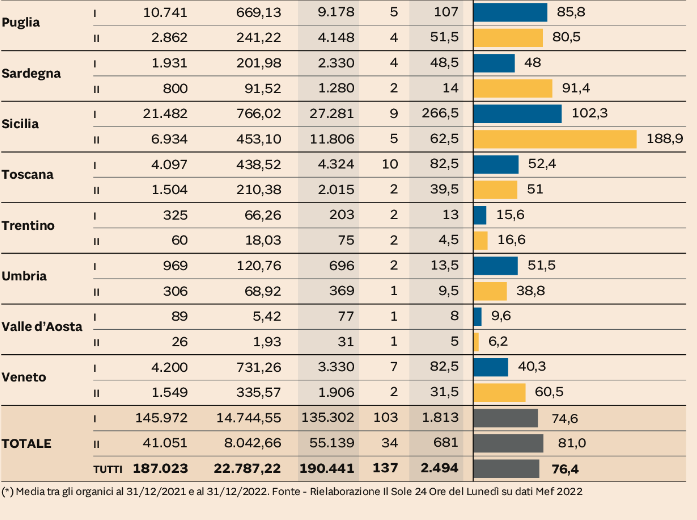 Puglia I 10.741 669,13 9.178 5 107 85,8
II 2.862 241,22 4.148 4 51,5 80,5
Sardegna I 1.931 201,98 2.330 4 48,5 48
II 800 91,52 1.280 2 14 91,4
Sicilia I 21.482 766,02 27.281 9 266,5 102,3
II 6.934 453,10 11.806 5 62,5 188,9
Toscana I 4.097 438,52 4.324 10 82,5 52,4
II 1.504 210,38 2.015 2 39,5 51
Trentino I 325 66,26 203 2 13 15,6
II 60 18,03 75 2 4,5 16,6
Umbria I 969 120,76 696 2 13,5 51,5
II 306 68,92 369 1 9,5 38,8
Valle d'Aosta I 89 5,42 77 1 8 9,6
II 26 1,93 31 1 5 6,2
Veneto I 4.200 731,26 3.330 7 82,5 40,3
II 1.549 335,57 1.906 2 31,5 60,5
TOTALE I 145.972 14.744,55 135.302 103 1.813 74,6
II 41.051 8.042,66 55.139 34 681 81,0
TUTTI 187.023 22.787,22 190.441 137 2.494 76,4
(*) Media tra gli organici al 31/12/2021 e al 31/12/2022. Fonte - Rielaborazione Il Sole 24 Ore del Lunedì su dati Mef 2022